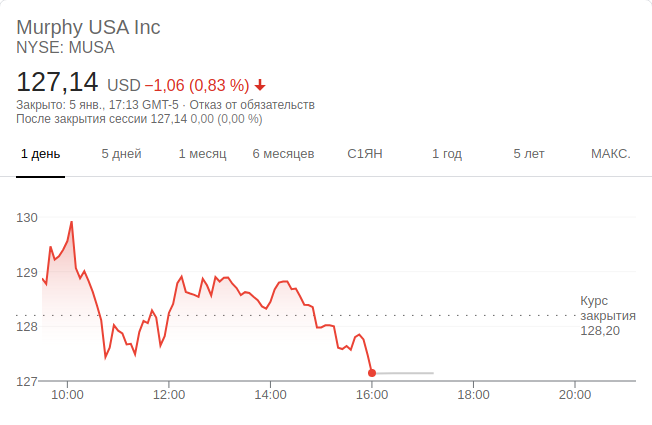 Murphy USA Inc
NYSE: MUSA
127,14 USD −1,06 (0,83 %)
Закрыто: 5 янв., 17:13 GMT-5 · Отказ от обязательств
После закрытия сессии 127,14 0,00 (0,00 %)
1 день 5 дней 1 месяц 6 месяцев С1ЯН 1 год 5 лет МАКС.
130
129
Курс
закрытия
128,20
128
127
10:00 12:00 14:00 16:00 18:00 20:00